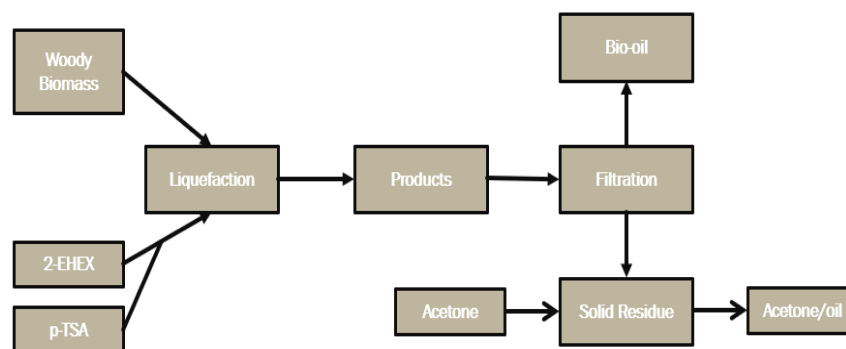 Woody
Biomass
Bio-oil
Liquefaction
Products
Filtration
2-EHEX
p-TSA
Acetone
Solid Residue
Acetone/oil